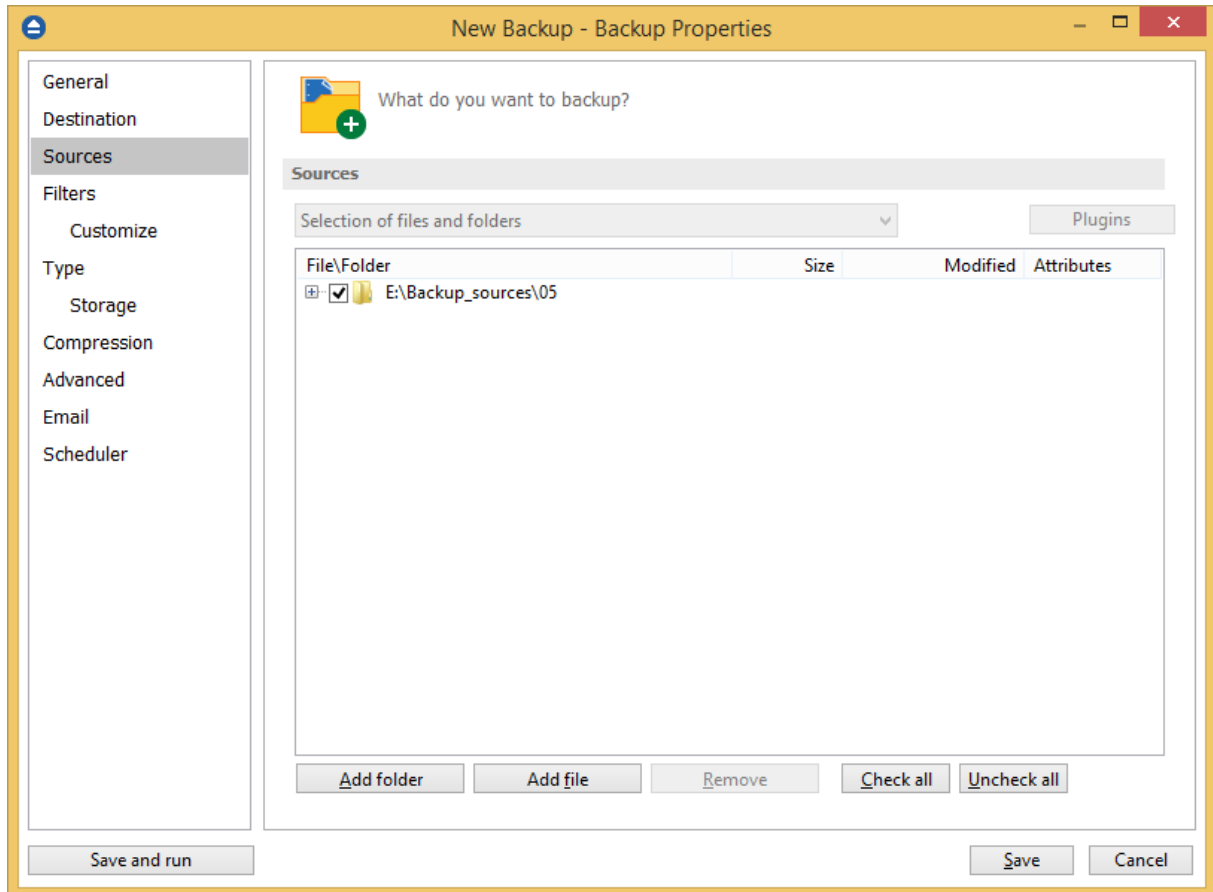 New Backup - Backup Properties
General
Destination
Sources
Filters
Customize
Type
Storage
Compression
Advanced
Email
Scheduler
What do you want to backup?
Sources
Selection of files and folders
Plugins
File\Folder Size Modified Attributes
E:\Backup_sources\05
Add folder Add file Remove Check all Uncheck all
Save and run Save Cancel